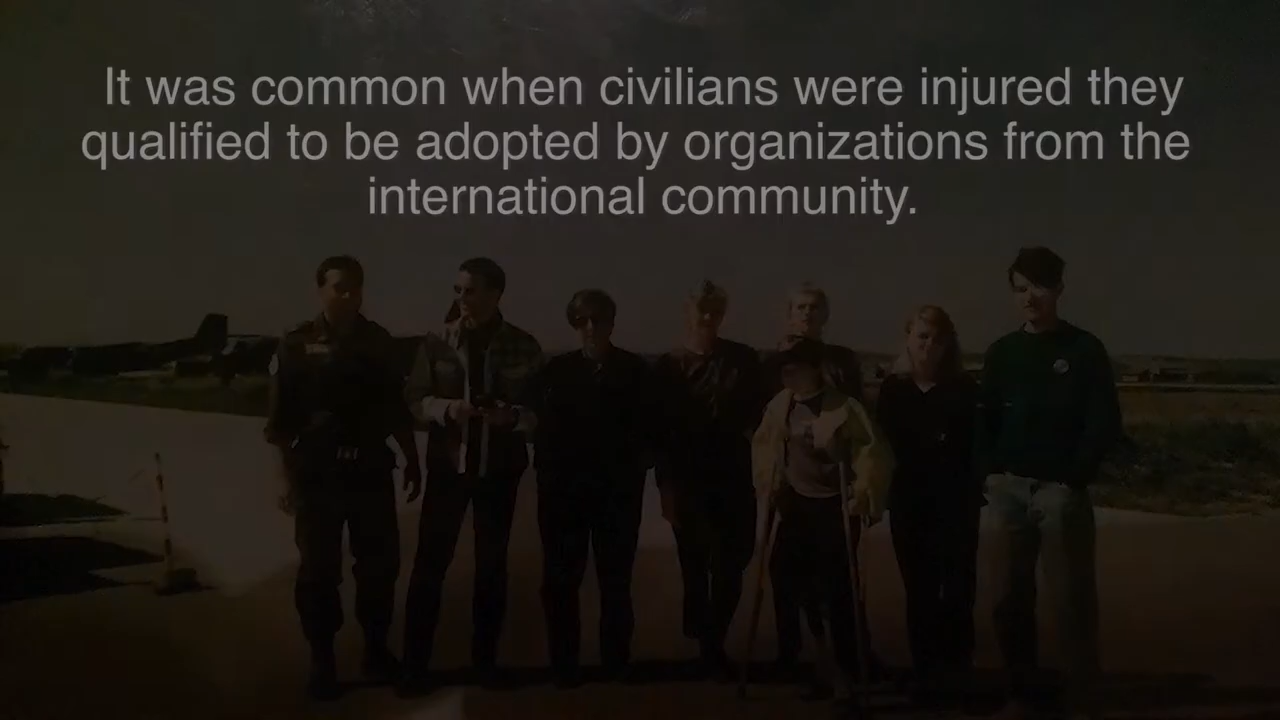 It was common when civilians were injured they
qualified to be adopted by organizations from the
international community.